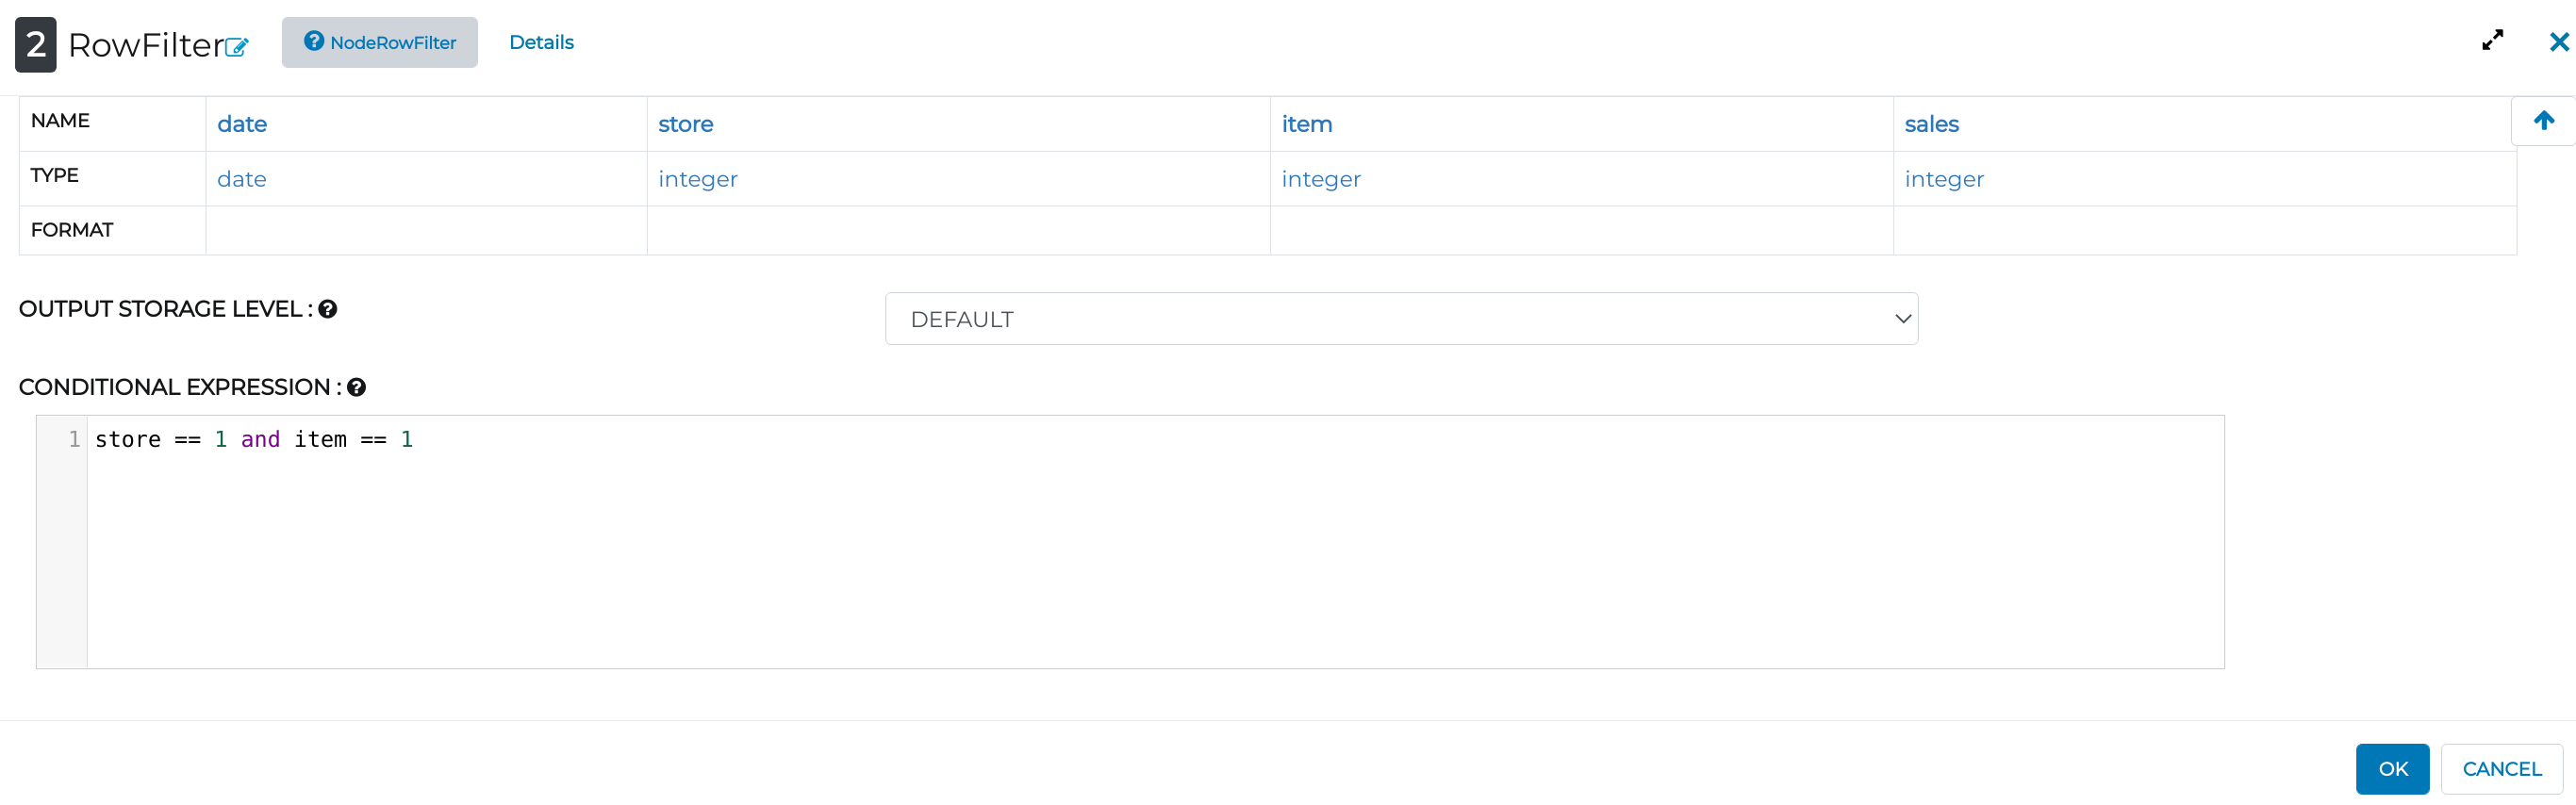 2 RowFilter NodeRowFilter Details
NAME date store item sales
TYPE date integer integer integer
FORMAT
OUTPUT STORAGE LEVEL :
DEFAULT
CONDITIONAL EXPRESSION :
1 store == 1 and item == 1
OK CANCEL